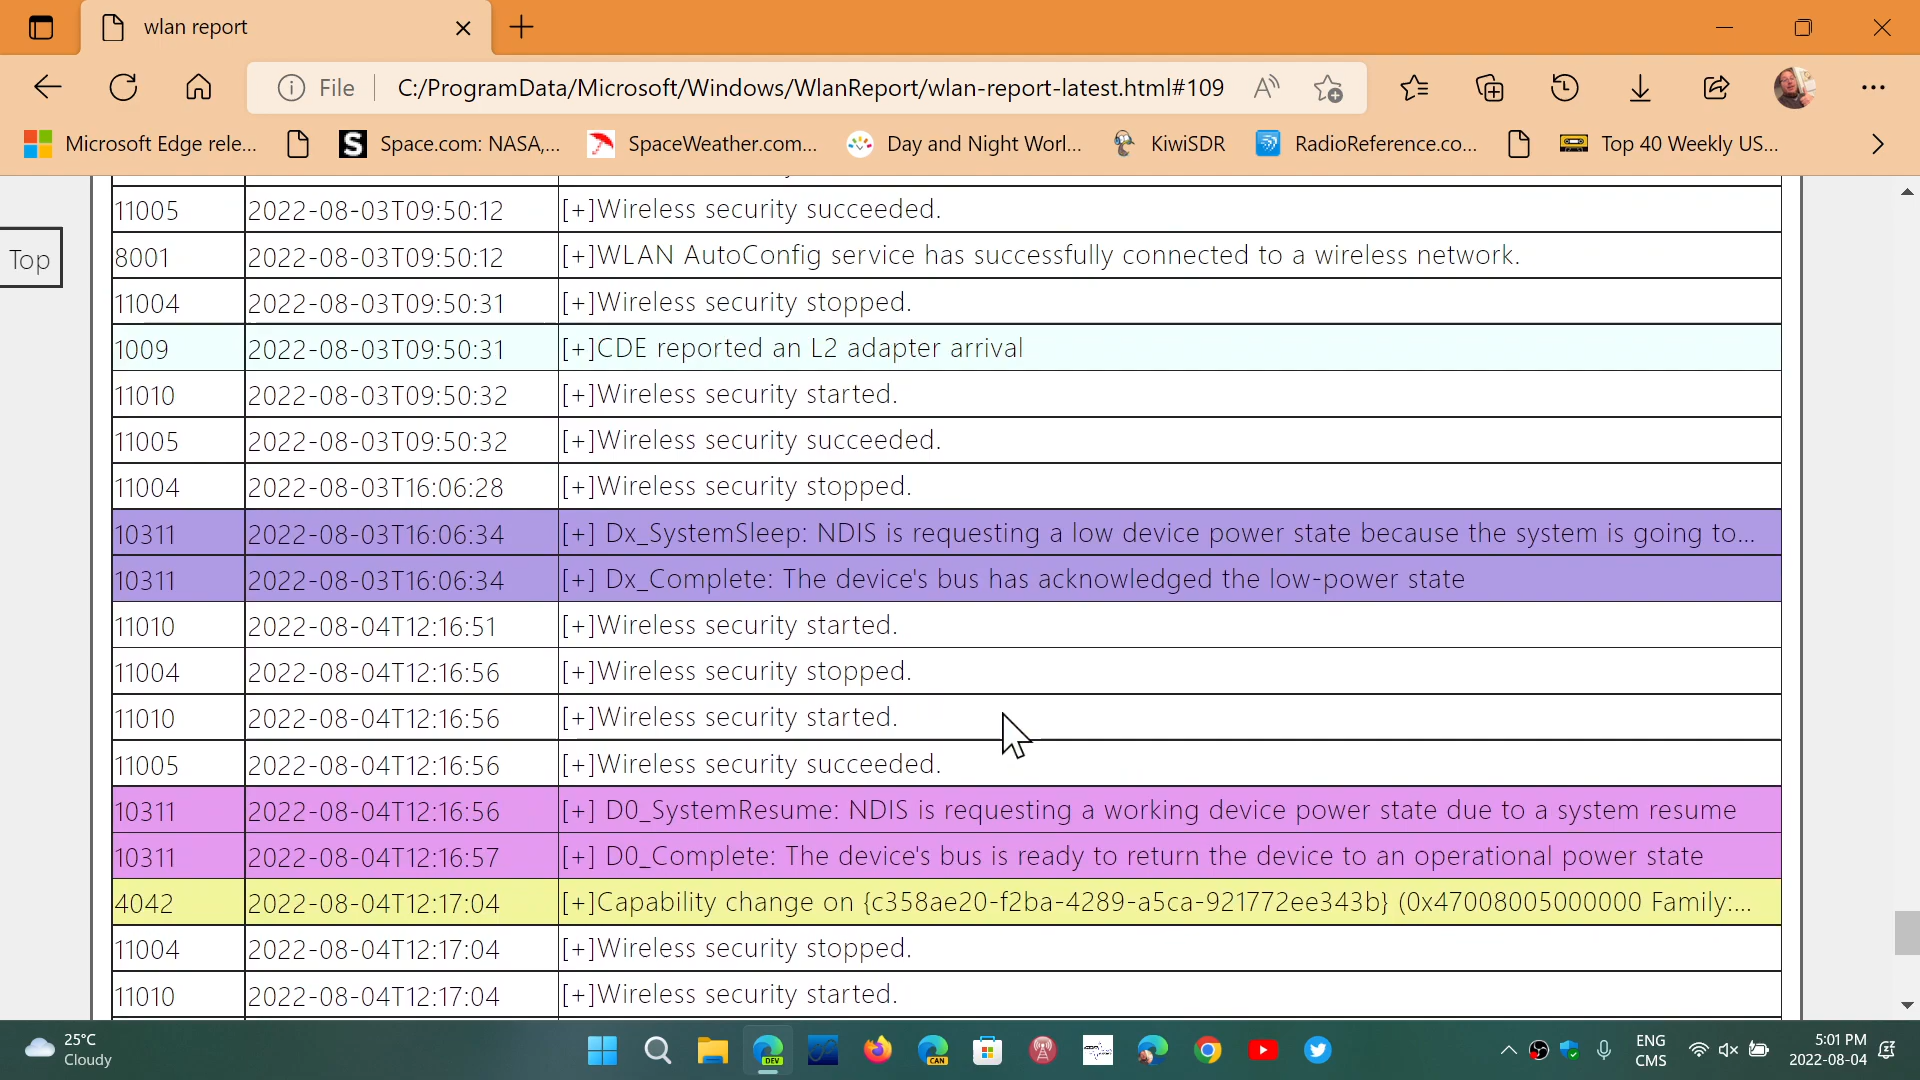 wlan report
File C:/ProgramData/Microsoft/Windows/WlanReport/wlan-report-latest.html#109
Microsoft Edge rele... Space.com: NASA,... SpaceWeather.com... Day and Night Worl... KiwiSDR RadioReference.co... Top 40 Weekly US...
Top
11005 2022-08-03T09:50:12 [+]Wireless security succeeded.
8001 2022-08-03T09:50:12 [+]WLAN AutoConfig service has successfully connected to a wireless network.
11004 2022-08-03T09:50:31 [+]Wireless security stopped.
1009 2022-08-03T09:50:31 [+]CDE reported an L2 adapter arrival
11010 2022-08-03T09:50:32 [+]Wireless security started.
11005 2022-08-03T09:50:32 [+]Wireless security succeeded.
11004 2022-08-03T16:06:28 [+]Wireless security stopped.
10311 2022-08-03T16:06:34 [+] Dx_SystemSleep: NDIS is requesting a low device power state because the system is going to...
10311 2022-08-03T16:06:34 [+] Dx_Complete: The device's bus has acknowledged the low-power state
11010 2022-08-04T12:16:51 [+]Wireless security started.
11004 2022-08-04T12:16:56 [+]Wireless security stopped.
11010 2022-08-04T12:16:56 [+]Wireless security started.
11005 2022-08-04T12:16:56 [+]Wireless security succeeded.
10311 2022-08-04T12:16:56 [+] D0_SystemResume: NDIS is requesting a working device power state due to a system resume
10311 2022-08-04T12:16:57 [+] D0_Complete: The device's bus is ready to return the device to an operational power state
4042 2022-08-04T12:17:04 [+]Capability change on {c358ae20-f2ba-4289-a5ca-921772ee343b} (0x47008005000000 Family:...
11004 2022-08-04T12:17:04 [+]Wireless security stopped.
11010 2022-08-04T12:17:04 [+]Wireless security started.
25°C
Cloudy
DEV
CAN
ENG
CMS
5:01 PM
2022-08-04